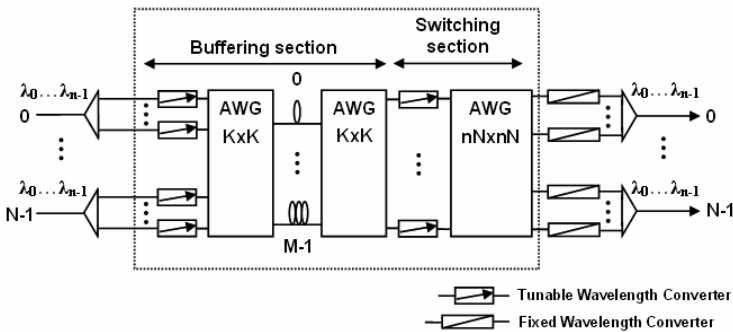 Buffering section
Switching section
λ0...λn-1
0
0
AWG KxK
AWG KxK
AWG nNxnN
λ0...λn-1
0
λ0...λn-1
N-1
M-1
λ0...λn-1
N-1
Tunable Wavelength Converter
Fixed Wavelength Converter